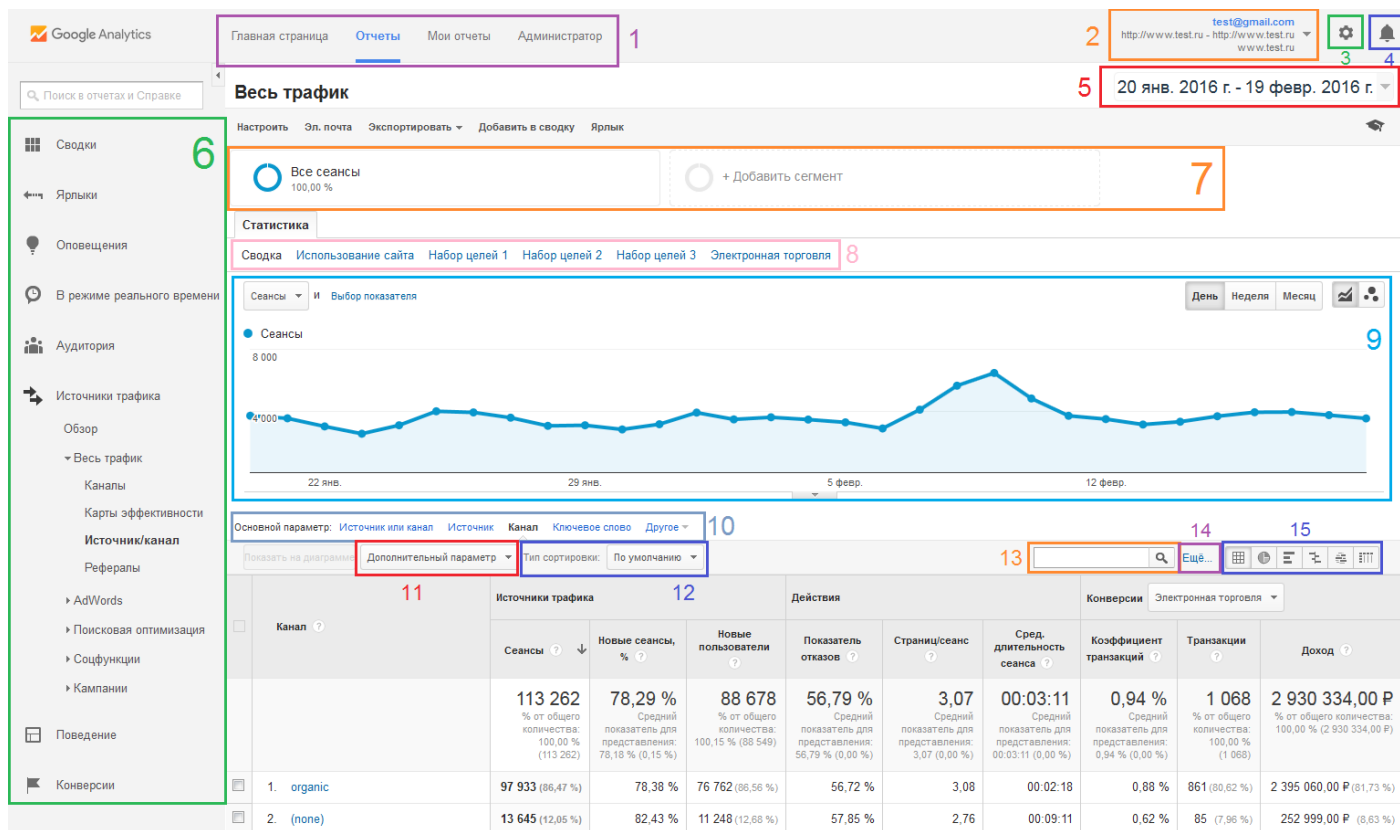 Google Analytics
Главная страница Отчеты Мои отчеты Администратор 1
2 test@gmail.com
http://www.test.ru - http://www.test.ru
www.test.ru
3
4
Поиск в отчетах и Справке
Весь трафик
5 20 янв. 2016 г. - 19 февр. 2016 г.
Настроить Эл. почта Экспортировать Добавить в сводку Ярлык
6
Сводки
Ярлыки
Оповещения
В режиме реального времени
Аудитория
Источники трафика
Обзор
Весь трафик
Каналы
Карты эффективности
Источник/канал
Рефералы
AdWords
Поисковая оптимизация
Соцфункции
Кампании
Поведение
Конверсии
Все сеансы
100,00 %
+ Добавить сегмент
7
Статистика
Сводка Использование сайта Набор целей 1 Набор целей 2 Набор целей 3 Электронная торговля 8
Сеансы и Выбор показателя
День Неделя Месяц
9
Сеансы
8 000
4 000
22 янв. 29 янв. 5 февр. 12 февр.
Основной параметр: Источник или канал Источник Канал Ключевое слово Другое 10
14 15
Показать на диаграмме Дополнительный параметр Тип сортировки: По умолчанию 13 Ещё...
11 12
Источники трафика Действия Конверсии Электронная торговля
Канал ?
Сеансы ?
Новые сеансы,
% ?
Новые
пользователи
?
Показатель
отказов ?
Страниц/сеанс
?
Сред.
длительность
сеанса ?
Коэффициент
транзакций ?
Транзакции
?
Доход ?
113 262
% от общего
количества:
100,00 %
(113 262)
78,29 %
Средний
показатель для
представления:
78,18 % (0,15 %)
88 678
% от общего
количества:
100,15 % (88 549)
56,79 %
Средний
показатель для
представления:
56,79 % (0,00 %)
3,07
Средний
показатель для
представления:
3,07 (0,00 %)
00:03:11
Средний
показатель для
представления:
00:03:11 (0,00 %)
0,94 %
Средний
показатель для
представления:
0,94 % (0,00 %)
1 068
% от общего
количества:
100,00 %
(1 068)
2 930 334,00 ₽
% от общего количества:
100,00 % (2 930 334,00 ₽)
1. organic 97 933 (86,47 %) 78,38 % 76 762 (86,56 %) 56,72 % 3,08 00:02:18 0,88 % 861 (80,62 %) 2 395 060,00 ₽ (81,73 %)
2. (none) 13 645 (12,05 %) 82,43 % 11 248 (12,68 %) 57,85 % 2,76 00:09:11 0,62 % 85 (7,96 %) 252 999,00 ₽ (8,63 %)